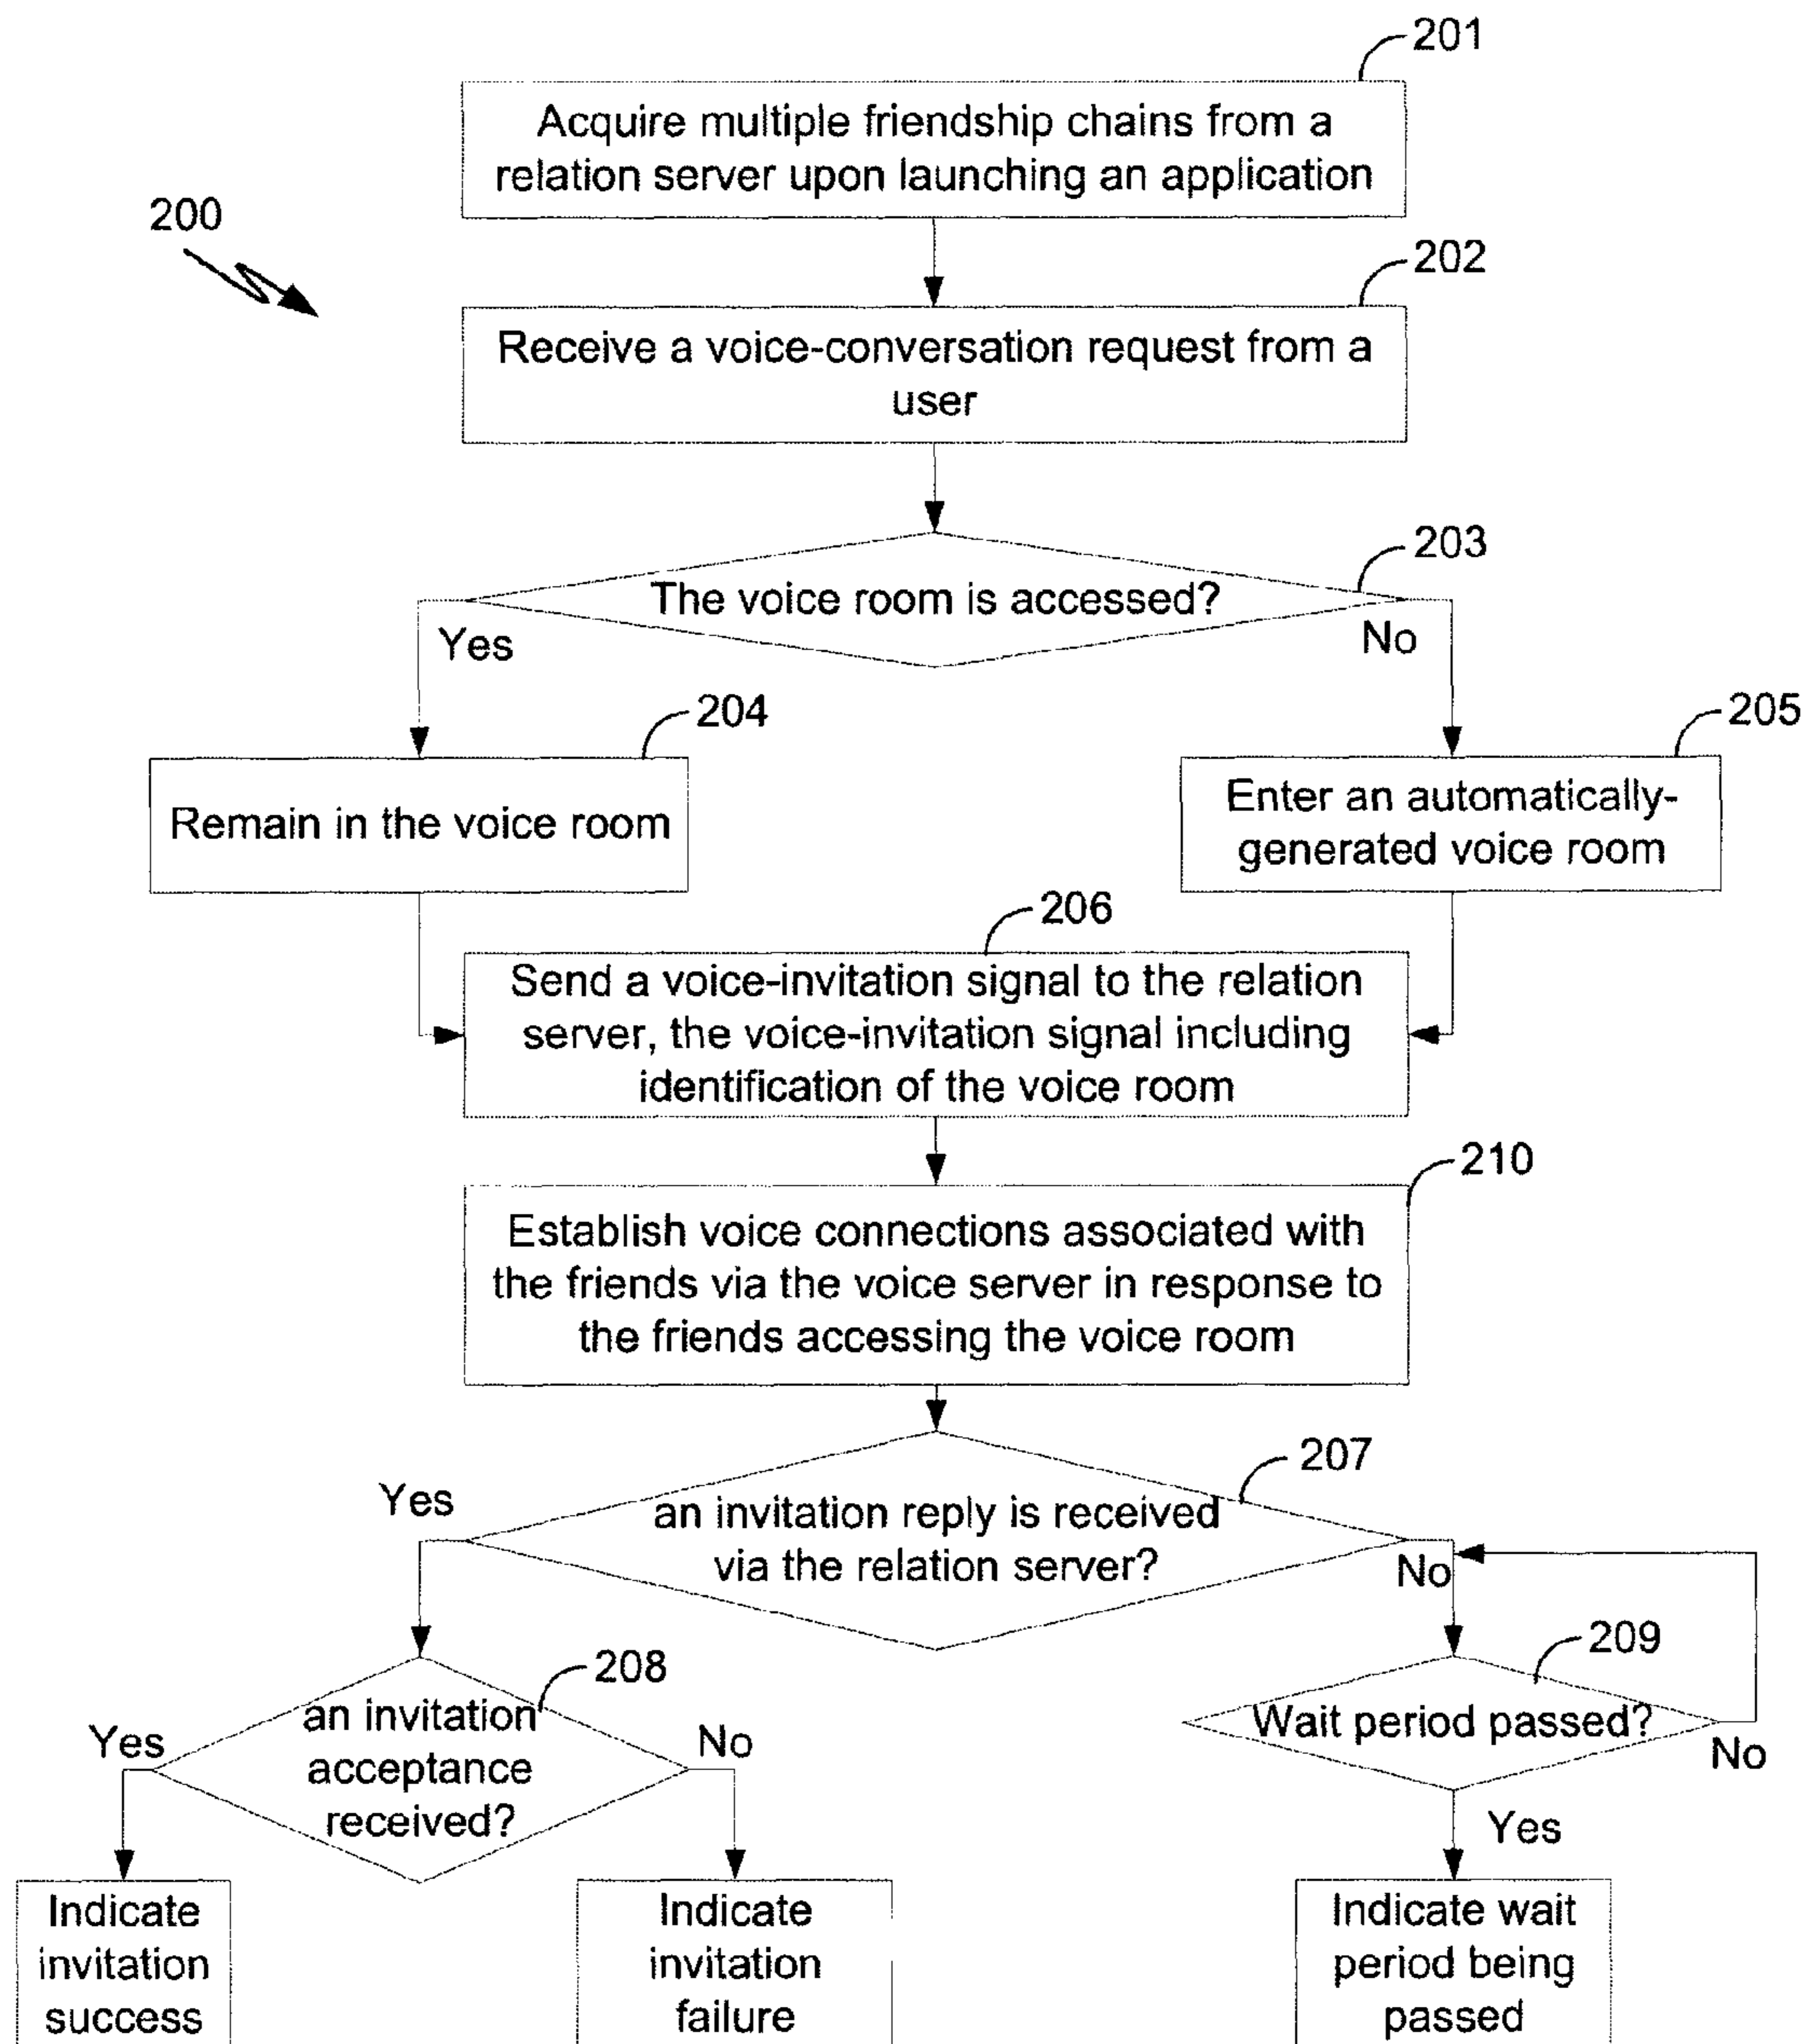 201
Acquire multiple friendship chains from a
relation server upon launching an application
200
202
Receive a voice-conversation request from a
user
203
The voice room is accessed?
Yes
No
204
205
Remain in the voice room
Enter an automatically-
generated voice room
206
Send a voice-invitation signal to the relation
server, the voice-invitation signal including
identification of the voice room
210
Establish voice connections associated with
the friends via the voice server in response to
the friends accessing the voice room
207
Yes
an invitation reply is received
via the relation server?
No
208
209
an invitation
acceptance
received?
Yes
No
Wait period passed?
No
Yes
Indicate
invitation
success
Indicate
invitation
failure
Indicate wait
period being
passed